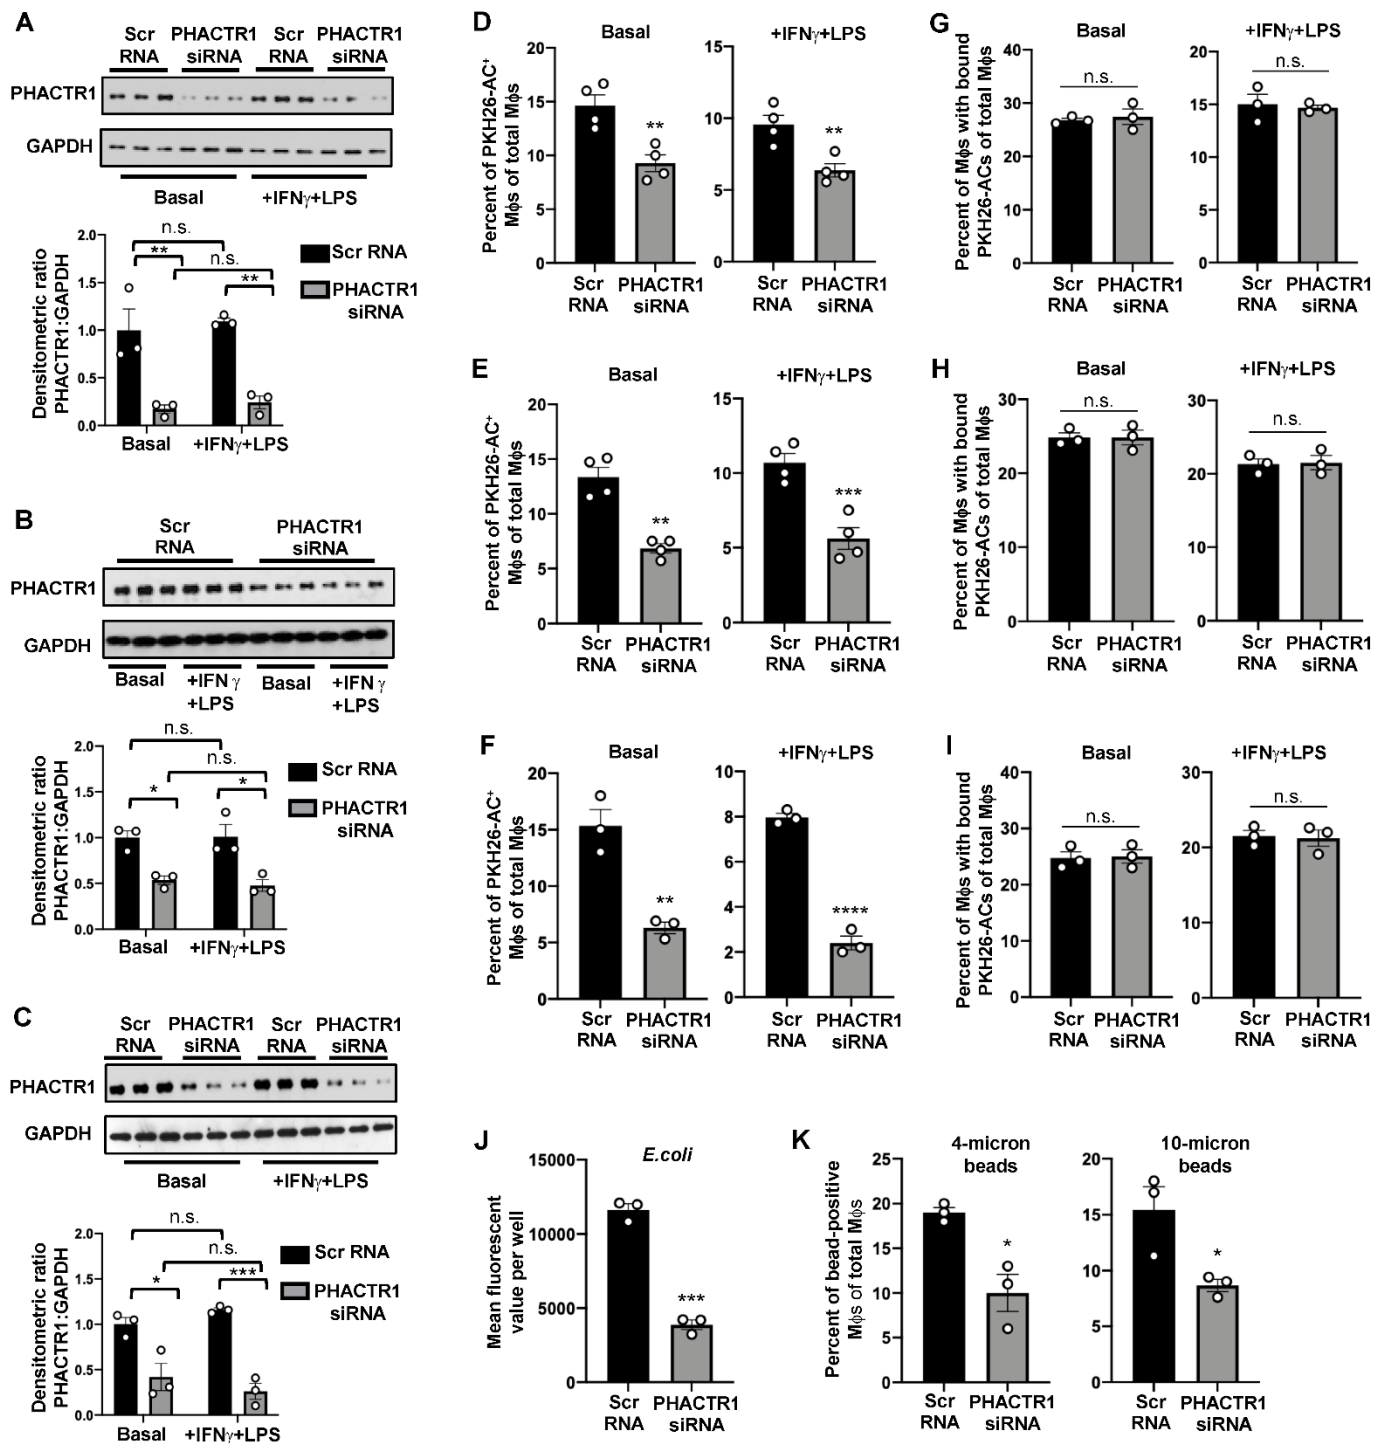 A
Scr PHACTR1 Scr PHACTR1
RNA siRNA RNA siRNA
PHACTR1
GAPDH
Basal +IFNγ+LPS
Densitometric ratio
PHACTR1:GAPDH
2.0
1.5
1.0
0.5
0.0
n.s.
**
n.s.
**
Scr RNA
PHACTR1
siRNA
Basal +IFNγ+LPS
B
Scr
RNA
PHACTR1
siRNA
PHACTR1
GAPDH
Basal +IFN γ Basal +IFN γ
+LPS +LPS
Densitometric ratio
PHACTR1:GAPDH
2.0
1.5
1.0
0.5
0.0
n.s.
n.s.
*
*
Scr RNA
PHACTR1
siRNA
Basal +IFNγ+LPS
C
Scr PHACTR1 Scr PHACTR1
RNA siRNA RNA siRNA
PHACTR1
GAPDH
Basal +IFNγ+LPS
Densitometric ratio
PHACTR1:GAPDH
2.0
1.5
1.0
0.5
0.0
n.s.
n.s.
*
***
Scr RNA
PHACTR1
siRNA
Basal +IFNγ+LPS
D
Percent of PKH26-AC+
Mϕs of total Mϕs
Basal
20
15
10
5
0
**
Scr PHACTR1
RNA siRNA
+IFNγ+LPS
15
10
5
0
**
Scr PHACTR1
RNA siRNA
E
Percent of PKH26-AC+
Mϕs of total Mϕs
Basal
20
15
10
5
0
**
Scr PHACTR1
RNA siRNA
+IFNγ+LPS
15
10
5
0
***
Scr PHACTR1
RNA siRNA
F
Percent of PKH26-AC+
Mϕs of total Mϕs
Basal
20
15
10
5
0
**
Scr PHACTR1
RNA siRNA
+IFNγ+LPS
10
8
6
4
2
0
****
Scr PHACTR1
RNA siRNA
G
Percent of Mϕs with bound
PKH26-ACs of total Mϕs
Basal
40
30
20
10
0
n.s.
Scr PHACTR1
RNA siRNA
+IFNγ+LPS
20
15
10
5
0
n.s.
Scr PHACTR1
RNA siRNA
H
Percent of Mϕs with bound
PKH26-ACs of total Mϕs
Basal
30
20
10
0
n.s.
Scr PHACTR1
RNA siRNA
+IFNγ+LPS
30
20
10
0
n.s.
Scr PHACTR1
RNA siRNA
I
Percent of Mϕs with bound
PKH26-ACs of total Mϕs
Basal
40
30
20
10
0
n.s.
Scr PHACTR1
RNA siRNA
+IFNγ+LPS
30
20
10
0
n.s.
Scr PHACTR1
RNA siRNA
J
Mean fluorescent
value per well
E.coli
15000
10000
5000
0
***
Scr PHACTR1
RNA siRNA
K
Percent of bead-positive
Mϕs of total Mϕs
4-micron
beads
25
20
15
10
5
0
*
Scr PHACTR1
RNA siRNA
10-micron
beads
20
15
10
5
0
*
Scr PHACTR1
RNA siRNA